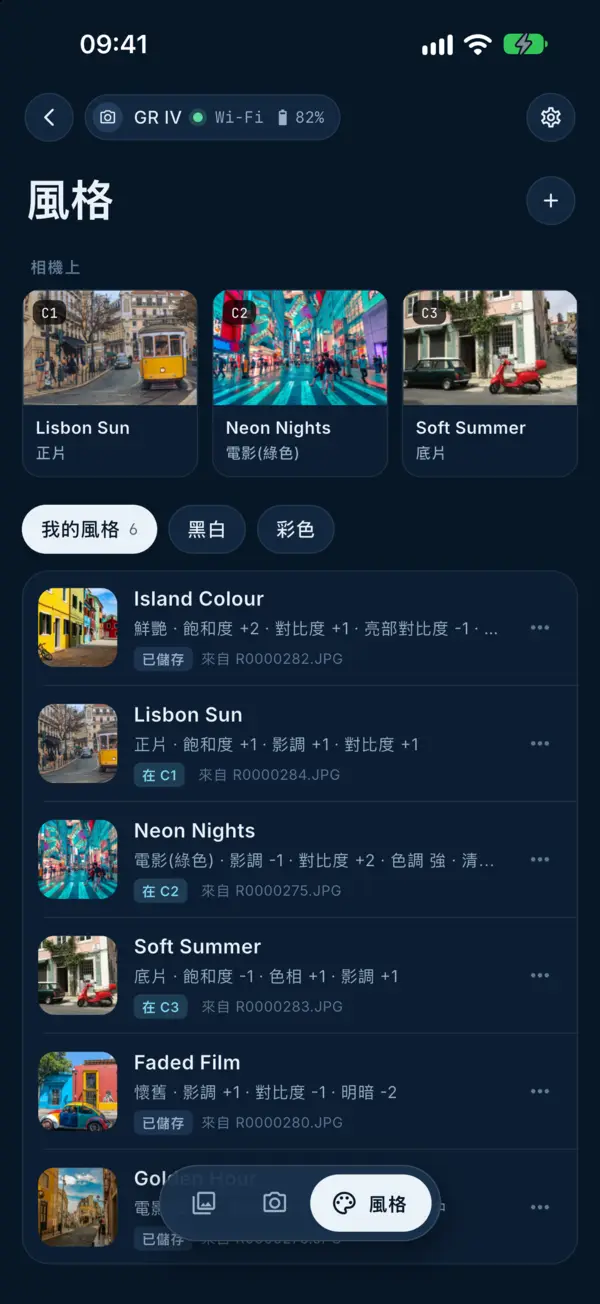 09:41
GR IV Wi-Fi 82%
風格
相機上
C1
C2
C3
Lisbon Sun
正片
Neon Nights
電影(綠色)
Soft Summer
底片
我的風格 6
黑白
彩色
Island Colour
鮮艷 · 飽和度 +2 · 對比度 +1 · 亮部對比度 -1 · ...
已儲存 來自 R0000282.JPG
Lisbon Sun
正片 · 飽和度 +1 · 影調 +1 · 對比度 +1
在 C1 來自 R0000284.JPG
Neon Nights
電影(綠色) · 影調 -1 · 對比度 +2 · 色調 強 · 清...
在 C2 來自 R0000275.JPG
Soft Summer
底片 · 飽和度 -1 · 色相 +1 · 影調 +1
在 C3 來自 R0000283.JPG
Faded Film
懷舊 · 影調 +1 · 對比度 -1 · 明暗 -2
已儲存 來自 R0000280.JPG
Golden Hour
已儲存
風格